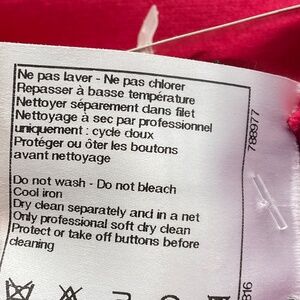 Ne pas laver - Ne pas chlorer
Repasser à basse température
Nettoyer séparement dans filet
Nettoyage à sec par professionnel
uniquement : cycle doux
Protéger ou ôter les boutons
avant nettoyage
Do not wash - Do not bleach
Cool iron
Dry clean separately and in a net
Only professional soft dry clean
Protect or take off buttons before
cleaning
788977